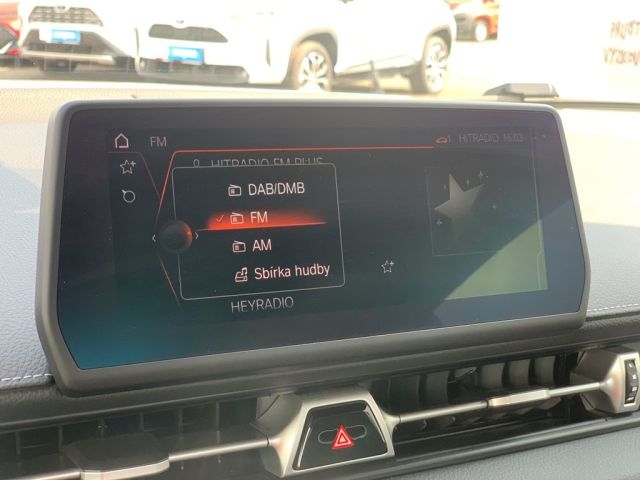 FM
HITRADIO 16:03
HITRADIO FM PLUS
DAB/DMB
FM
AM
Sbírka hudby
HEYRADIO